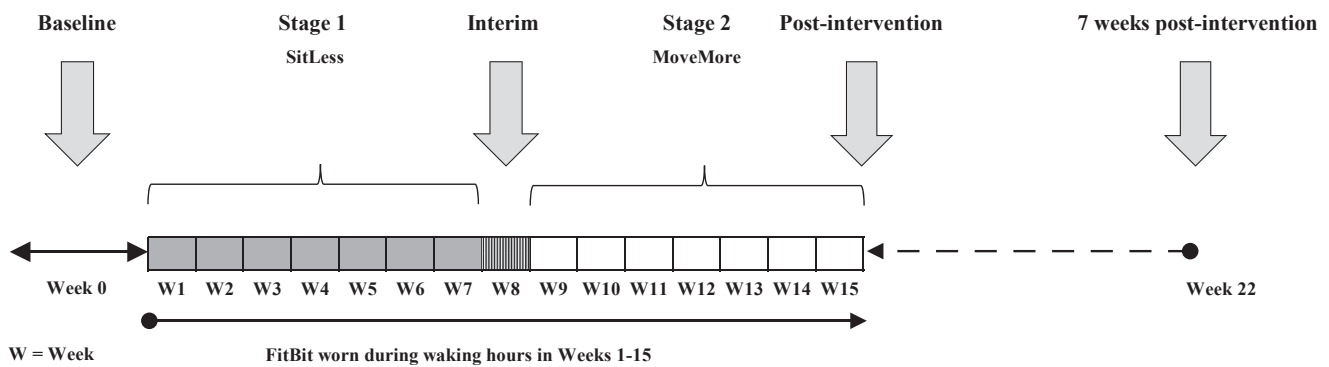 Baseline Stage 1 Interim Stage 2 Post-intervention 7 weeks post-intervention
SitLess MoveMore
Week 0 W1 W2 W3 W4 W5 W6 W7 W8 W9 W10 W11 W12 W13 W14 W15 Week 22
W = Week FitBit worn during waking hours in Weeks 1-15